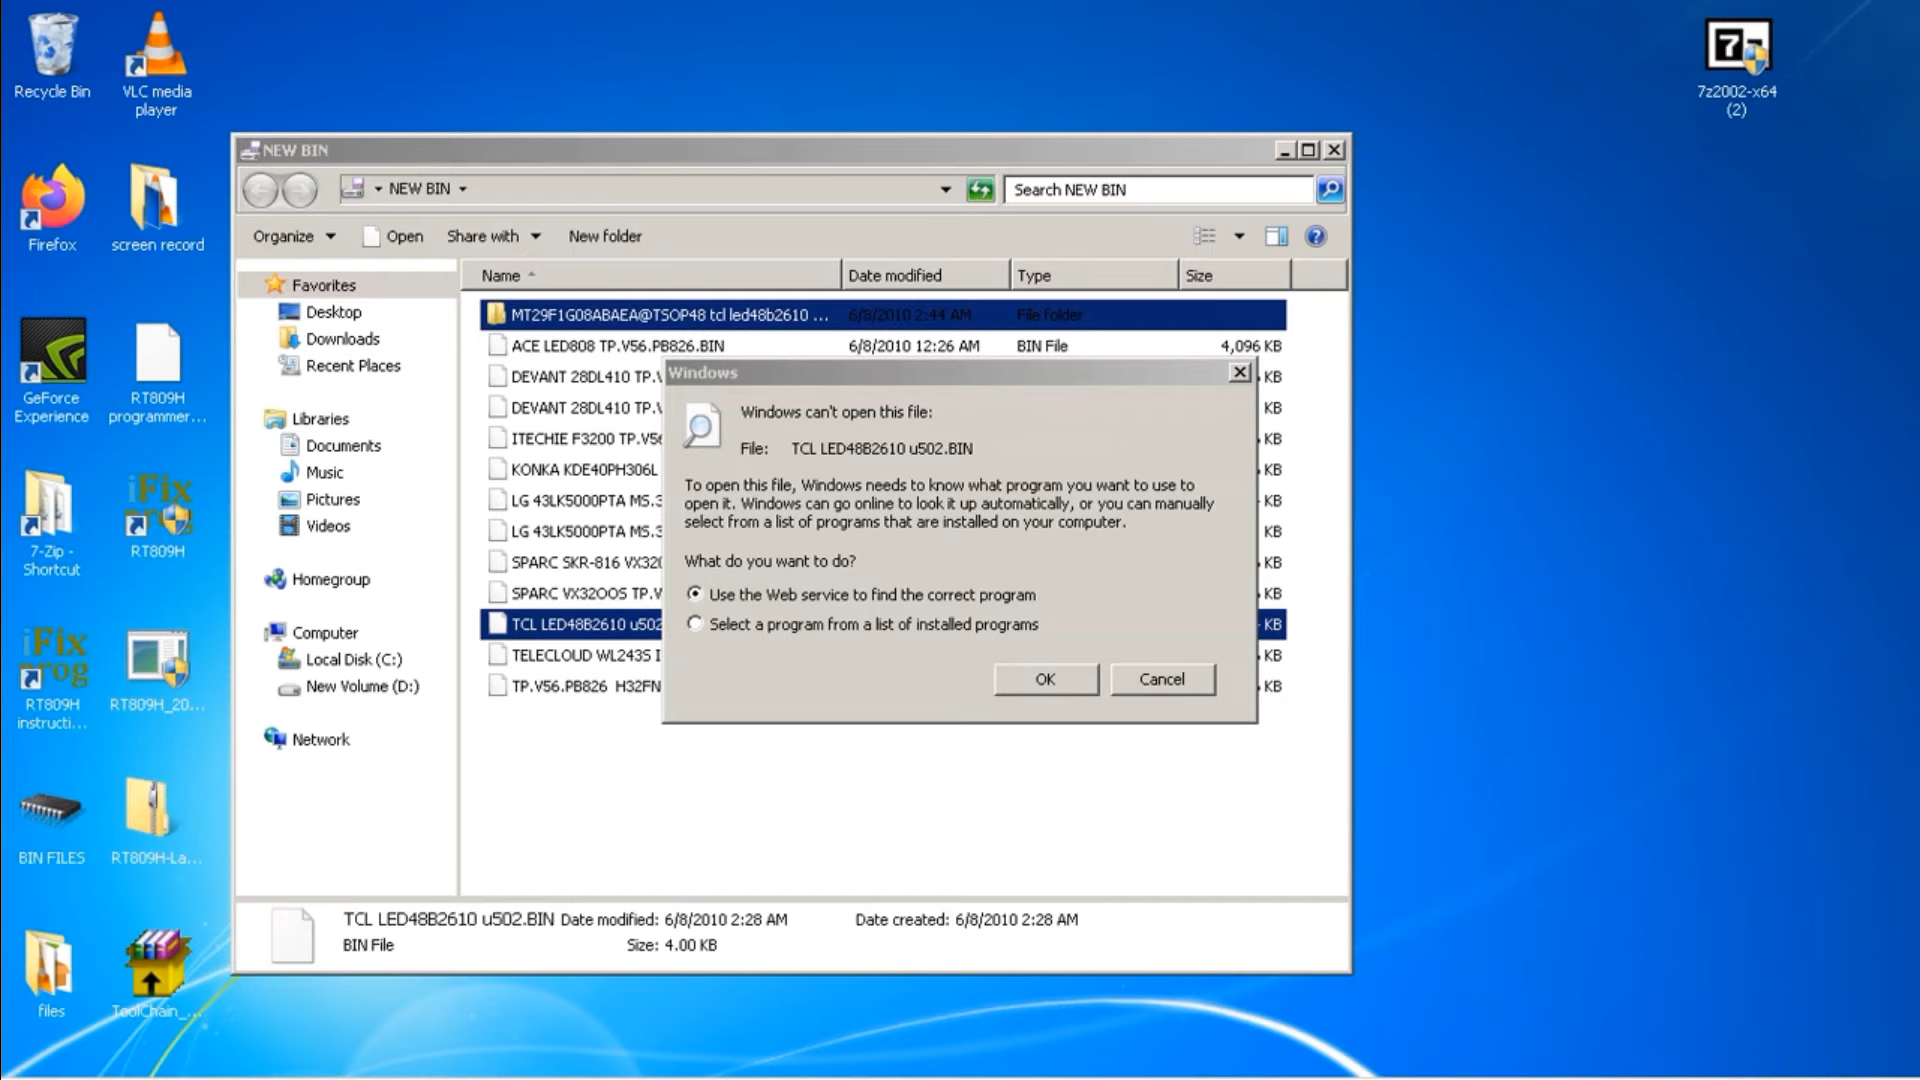 Recycle Bin
VLC media
player
Firefox
screen record
GeForce
Experience
RT809H
programmer...
7-Zip -
Shortcut
iFix
RT809H
iFix
RT809H
instructi...
RT809H_20...
BIN FILES
RT809H-La...
files
ToolChain_...
7z2002-x64
(2)
NEW BIN
NEW BIN
Search NEW BIN
Organize
Open
Share with
New folder
Favorites
Desktop
Downloads
Recent Places
Libraries
Documents
Music
Pictures
Videos
Homegroup
Computer
Local Disk (C:)
New Volume (D:)
Network
Name Date modified Type Size
MT29F1G08ABAEA@TSOP48 tcl led48b2610 ... 6/8/2010 2:44 AM File folder
ACE LED808 TP.V56.PB826.BIN 6/8/2010 12:26 AM BIN File 4,096 KB
DEVANT 28DL410 TP.V KB
DEVANT 28DL410 TP.V KB
ITECHIE F3200 TP.V56 KB
KONKA KDE40PH306L KB
LG 43LK5000PTA MS.3 KB
LG 43LK5000PTA MS.3 KB
SPARC SKR-816 VX320 KB
SPARC VX32OOS TP.V KB
TCL LED48B2610 u502 KB
TELECLOUD WL243S I KB
TP.V56.PB826 H32FN KB
Windows
Windows can't open this file:
File: TCL LED48B2610 u502.BIN
To open this file, Windows needs to know what program you want to use to
open it. Windows can go online to look it up automatically, or you can manually
select from a list of programs that are installed on your computer.
What do you want to do?
Use the Web service to find the correct program
Select a program from a list of installed programs
OK
Cancel
TCL LED48B2610 u502.BIN Date modified: 6/8/2010 2:28 AM Date created: 6/8/2010 2:28 AM
BIN File Size: 4.00 KB